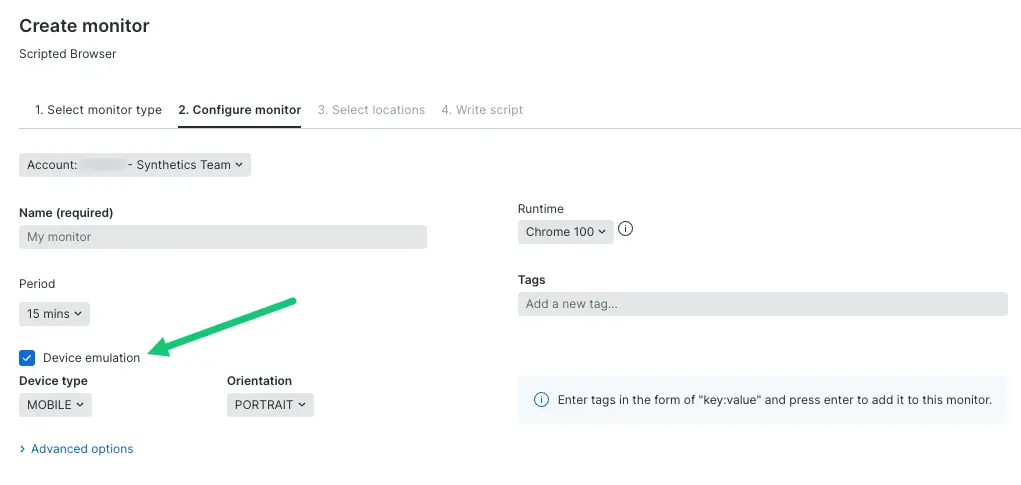 Create monitor
Scripted Browser
1. Select monitor type 2. Configure monitor 3. Select locations 4. Write script
Account: - Synthetics Team
Name (required)
My monitor
Runtime
Chrome 100
Period
15 mins
Tags
Add a new tag...
Device emulation
Device type
MOBILE
Orientation
PORTRAIT
Enter tags in the form of "key:value" and press enter to add it to this monitor.
Advanced options